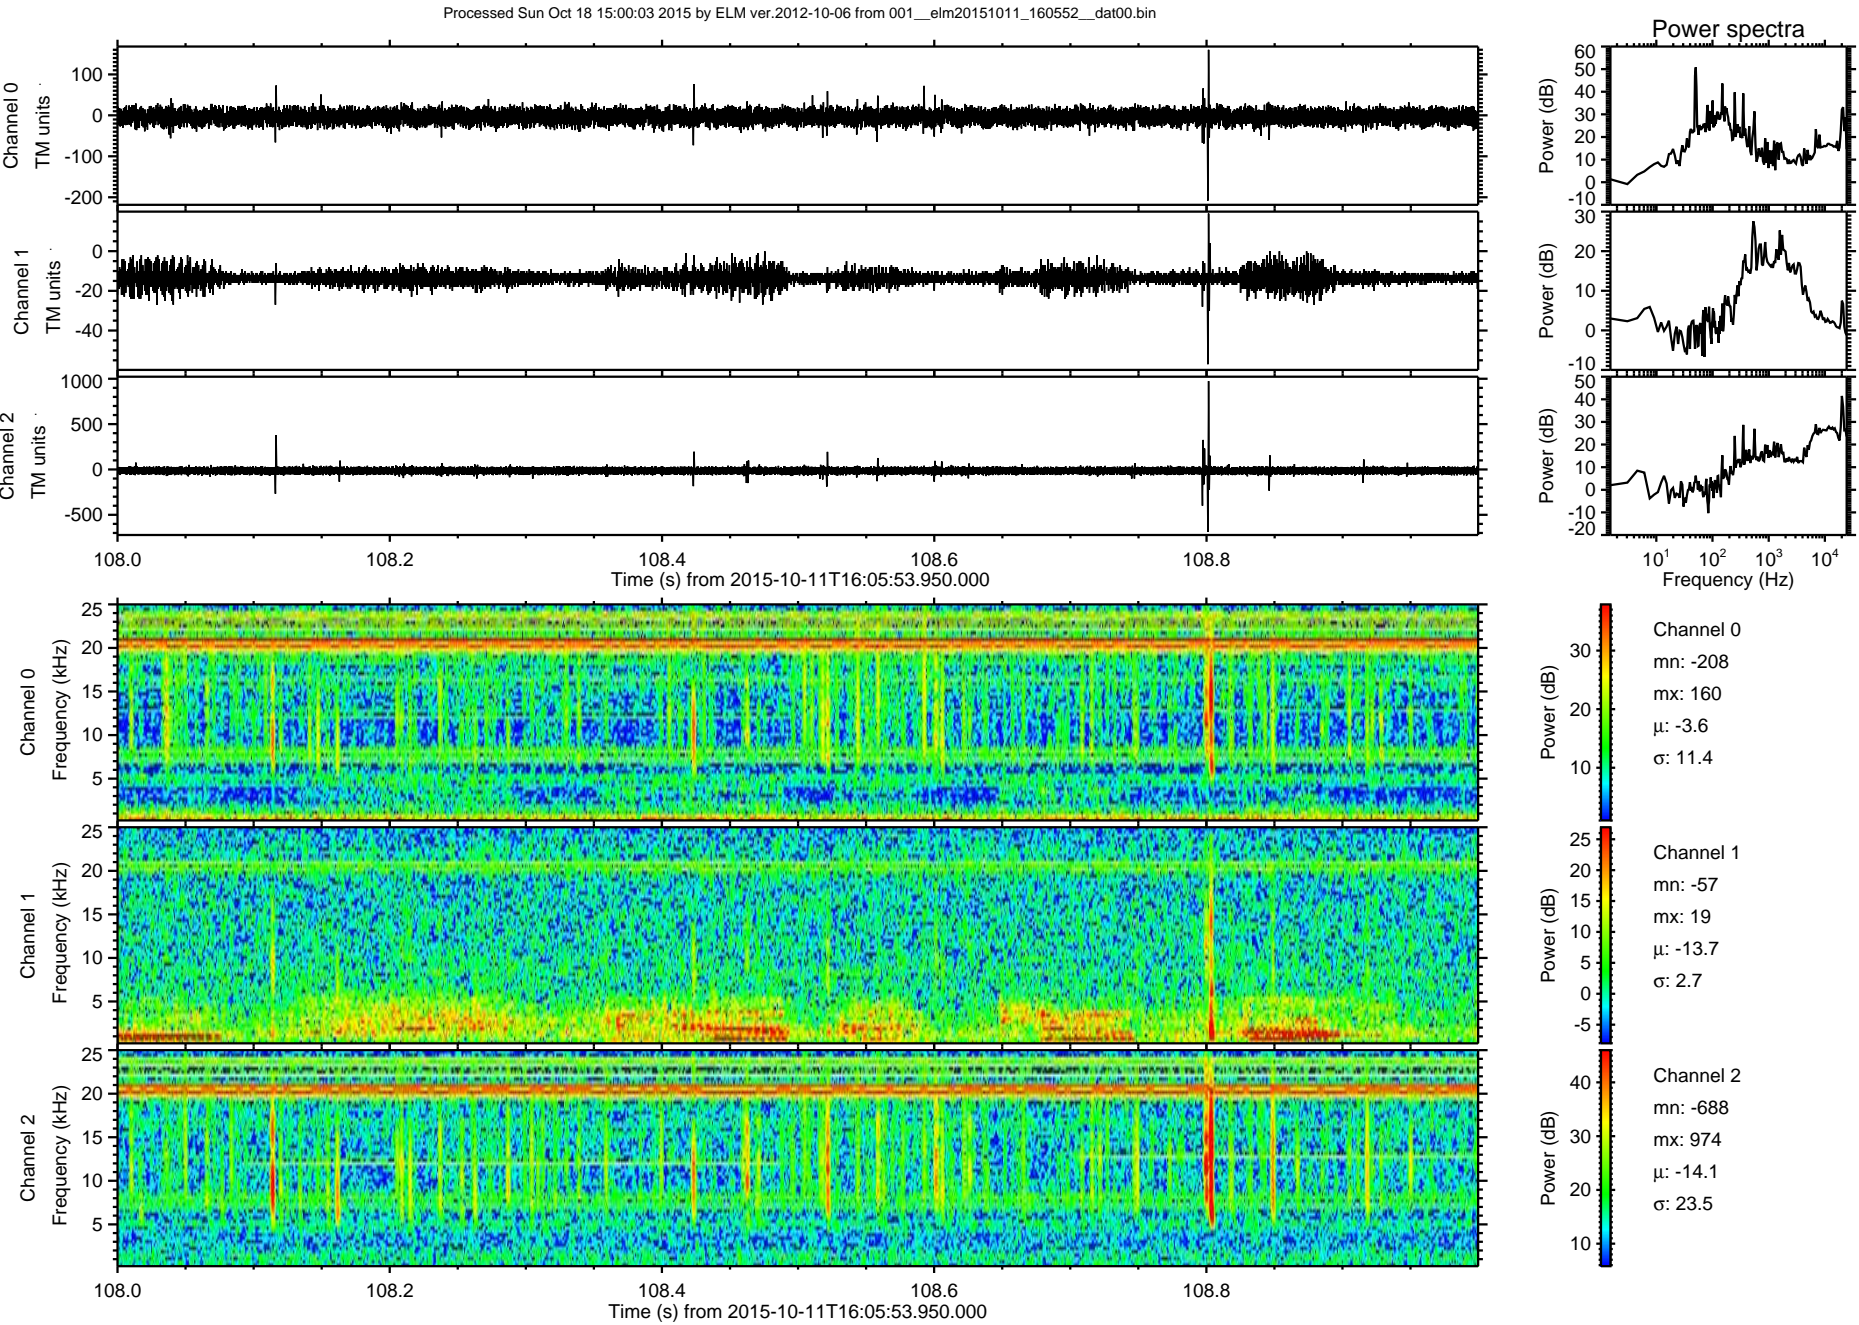 Processed Sun Oct 18 15:00:03 2015 by ELM ver.2012-10-06 from 001__elm20151011_160552__dat00.bin
Power spectra
Channel 0
TM units
100
0
-100
-200
Power (dB)
60
50
40
30
20
10
0
-10
Channel 1
TM units
0
-20
-40
Power (dB)
30
20
10
0
-10
Channel 2
TM units
1000
500
0
-500
Power (dB)
50
40
30
20
10
0
-10
-20
108.0 108.2 108.4 108.6 108.8
Time (s) from 2015-10-11T16:05:53.950.000
10¹ 10² 10³ 10⁴
Frequency (Hz)
Channel 0
Frequency (kHz)
25
20
15
10
5
Power (dB)
30
20
10
Channel 0
mn: -208
mx: 160
μ: -3.6
σ: 11.4
Channel 1
Frequency (kHz)
25
20
15
10
5
Power (dB)
25
20
15
10
5
0
-5
Channel 1
mn: -57
mx: 19
μ: -13.7
σ: 2.7
Channel 2
Frequency (kHz)
25
20
15
10
5
Power (dB)
40
30
20
10
Channel 2
mn: -688
mx: 974
μ: -14.1
σ: 23.5
108.0 108.2 108.4 108.6 108.8
Time (s) from 2015-10-11T16:05:53.950.000